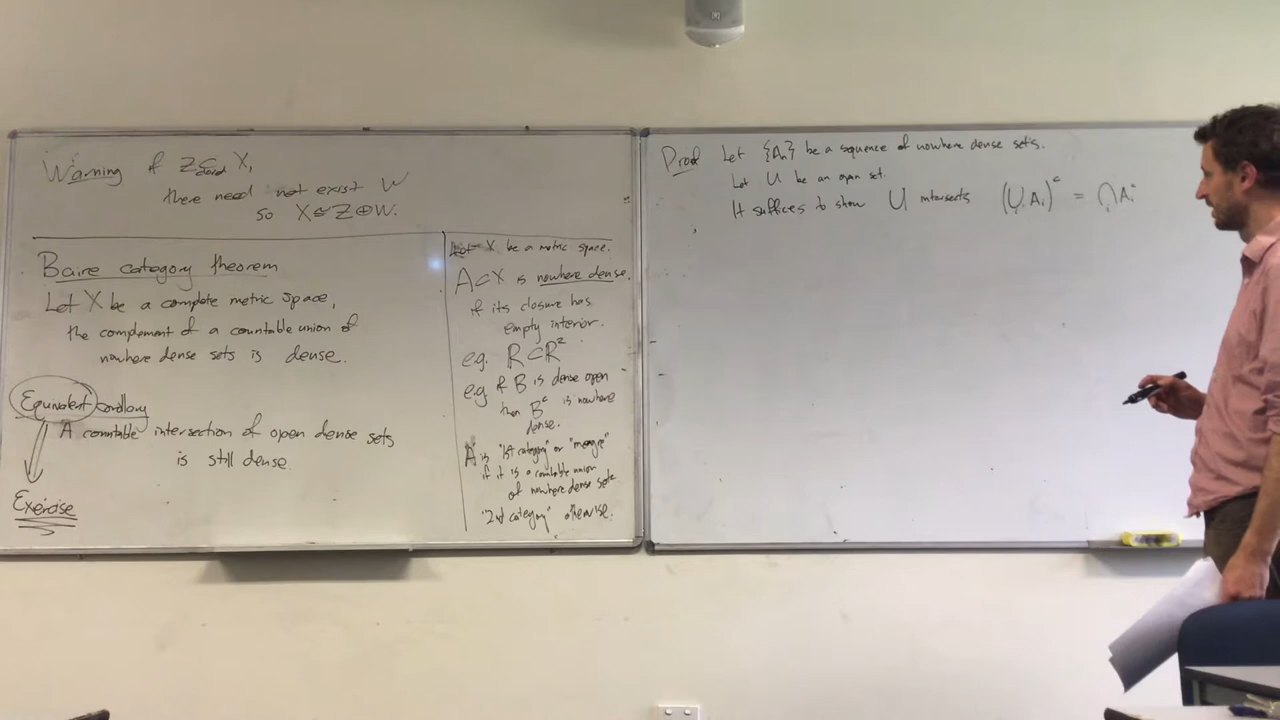 Warning if Z ⊂closed X,
there need not exist W
so X ≅ Z ⊕ W.
Baire category theorem
Let X be a complete metric space,
the complement of a countable union of
nowhere dense sets is dense.
Equivalent corollary
A countable intersection of open dense sets
is still dense.
Exercise
Let X be a metric space.
A ⊂ X is nowhere dense
if its closure has
empty interior.
e.g. R ⊂ R²
e.g. if B is dense open
then Bᶜ is nowhere
dense.
A is "1st category" or "meagre"
if it is a countable union
of nowhere dense sets
"2nd category" otherwise.
Proof Let {Aₙ} be a sequence of nowhere dense sets.
Let U be an open set.
It suffices to show U intersects (∪ᵢ Aᵢ)ᶜ = ∩ᵢ Aᵢᶜ